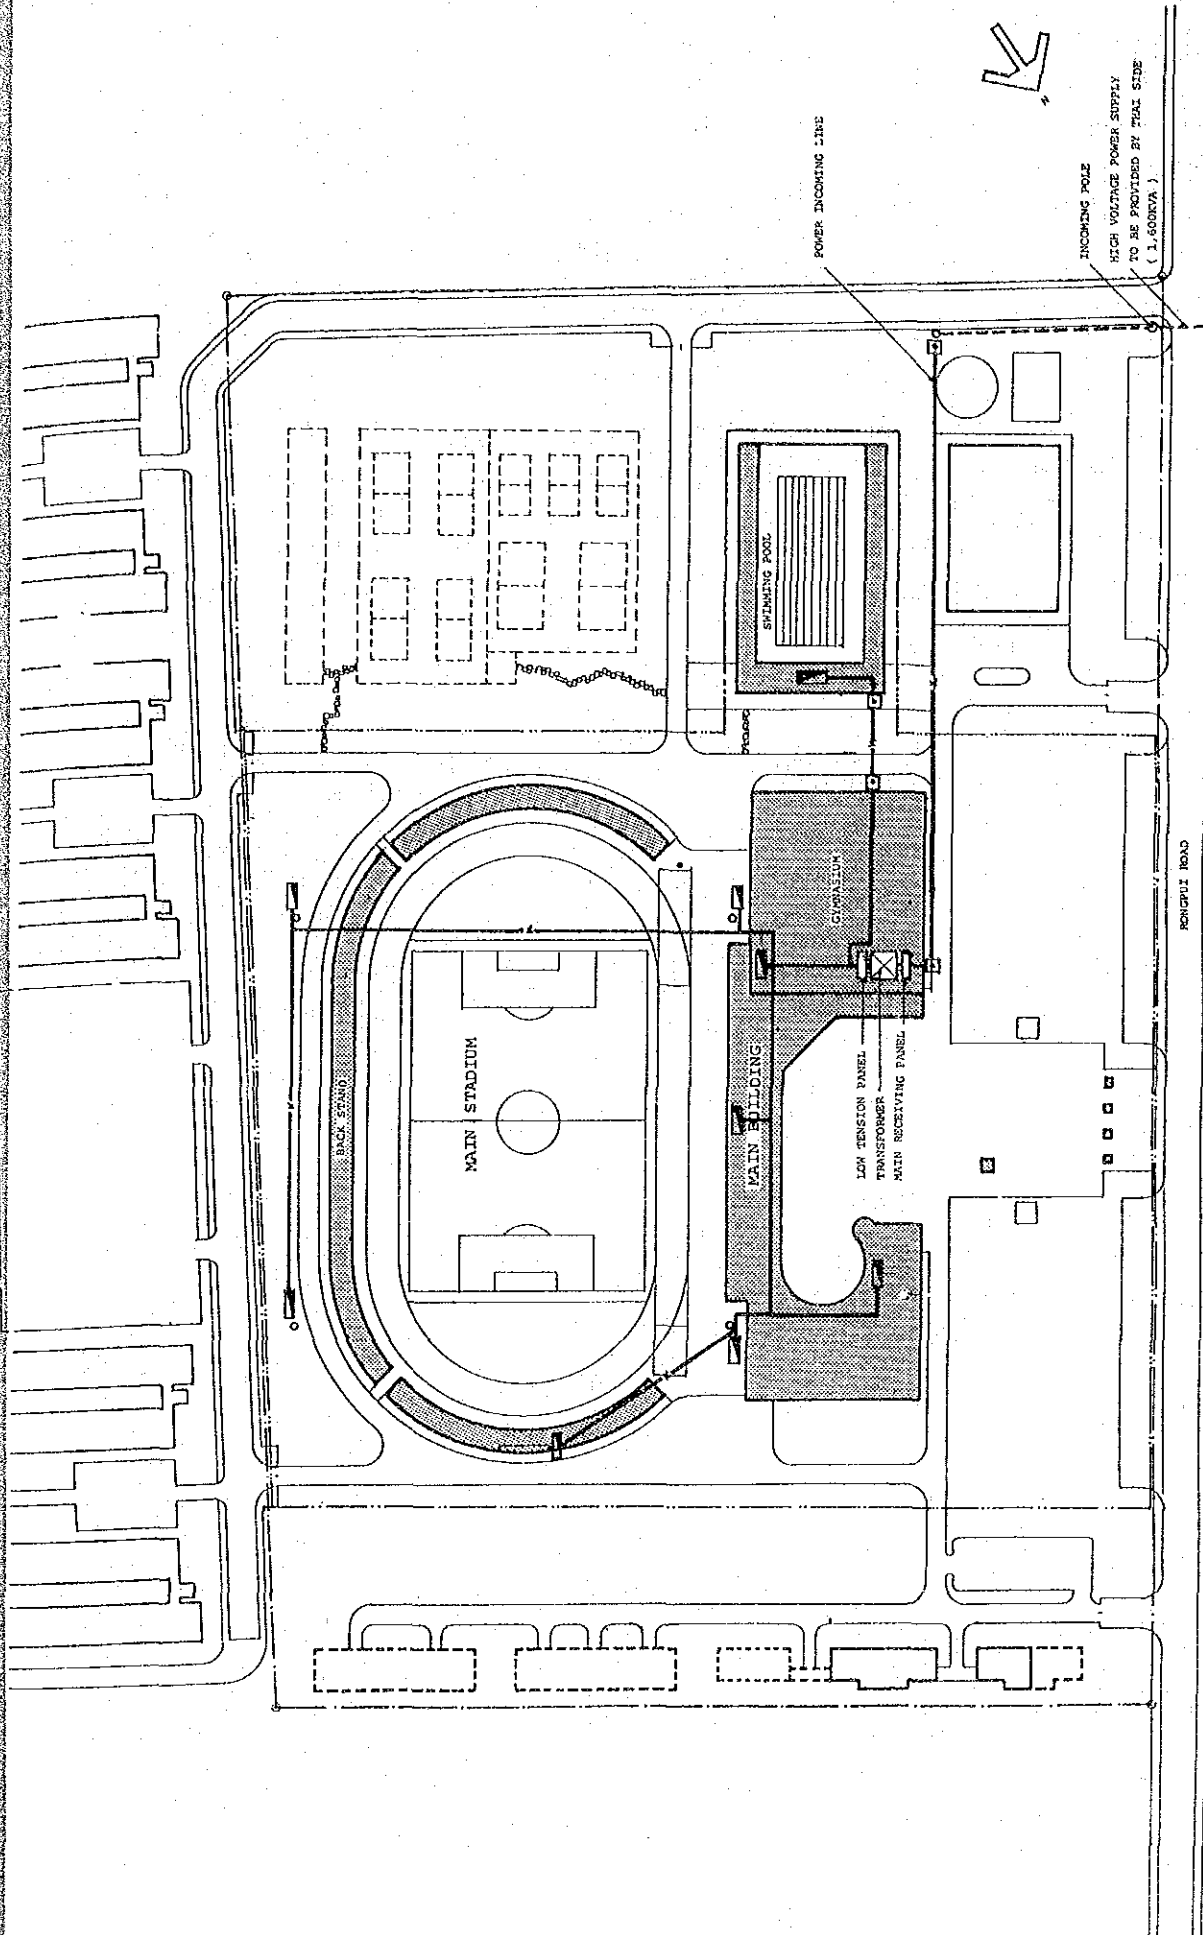 N
POWER INCOMING LINE
INCOMING POLE
HIGH VOLTAGE POWER SUPPLY
TO BE PROVIDED BY THAI SIDE
( 1,600KVA )
SWIMMING POOL
GYMNASIUM
BACK STAND
MAIN STADIUM
MAIN BUILDING
LOW TENSION PANEL
TRANSFORMER
MAIN RECEIVING PANEL
RONGPUI ROAD